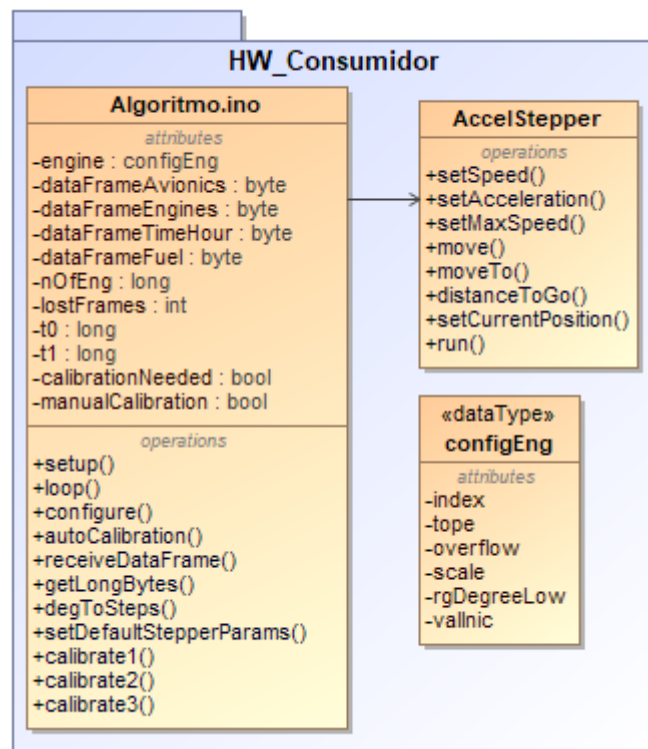 HW_Consumidor
Algoritmo.ino
attributes
-engine : configEng
-dataFrameAvionics : byte
-dataFrameEngines : byte
-dataFrameTimeHour : byte
-dataFrameFuel : byte
-nOfEng : long
-lostFrames : int
-t0 : long
-t1 : long
-calibrationNeeded : bool
-manualCalibration : bool
operations
+setup()
+loop()
+configure()
+autoCalibration()
+receiveDataFrame()
+getLongBytes()
+degToSteps()
+setDefaultStepperParams()
+calibrate1()
+calibrate2()
+calibrate3()
AccelStepper
operations
+setSpeed()
+setAcceleration()
+setMaxSpeed()
+move()
+moveTo()
+distanceToGo()
+setCurrentPosition()
+run()
«dataType»
configEng
attributes
-index
-tope
-overflow
-scale
-rgDegreeLow
-valInic